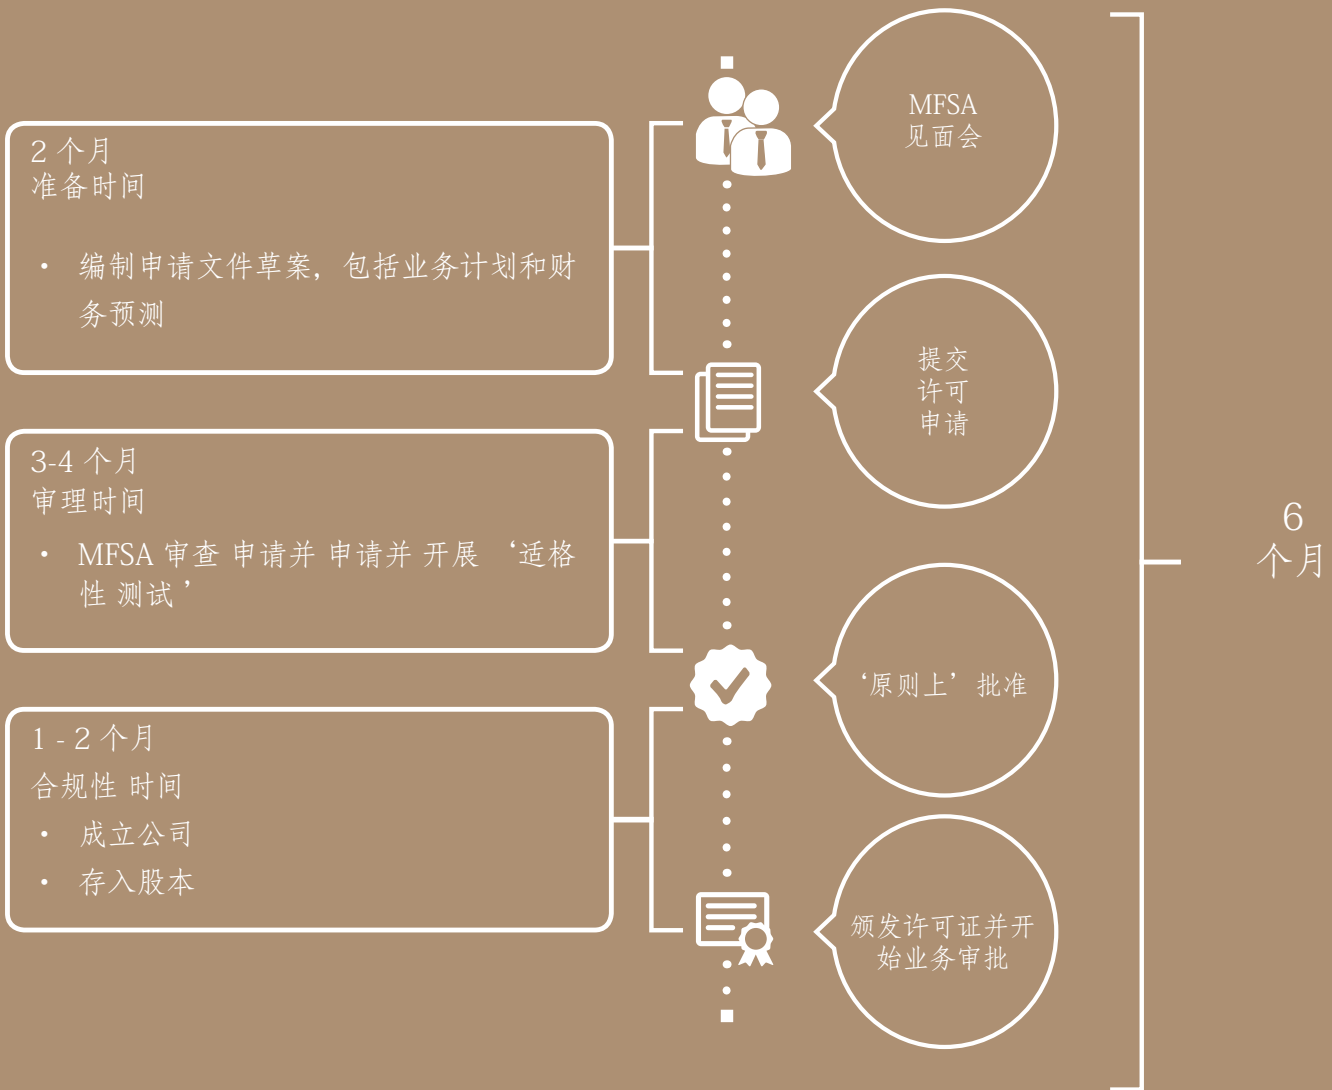 MFSA
见面会
2 个月
准备时间
• 编制申请文件草案，包括业务计划和财
务预测
提交
许可
申请
3-4 个月
审理时间
• MFSA 审查 申请并 申请并 开展 ‘适格
性 测试 ’
6
个月
‘原则上’批准
1 - 2 个月
合规性 时间
• 成立公司
• 存入股本
颁发许可证并开
始业务审批